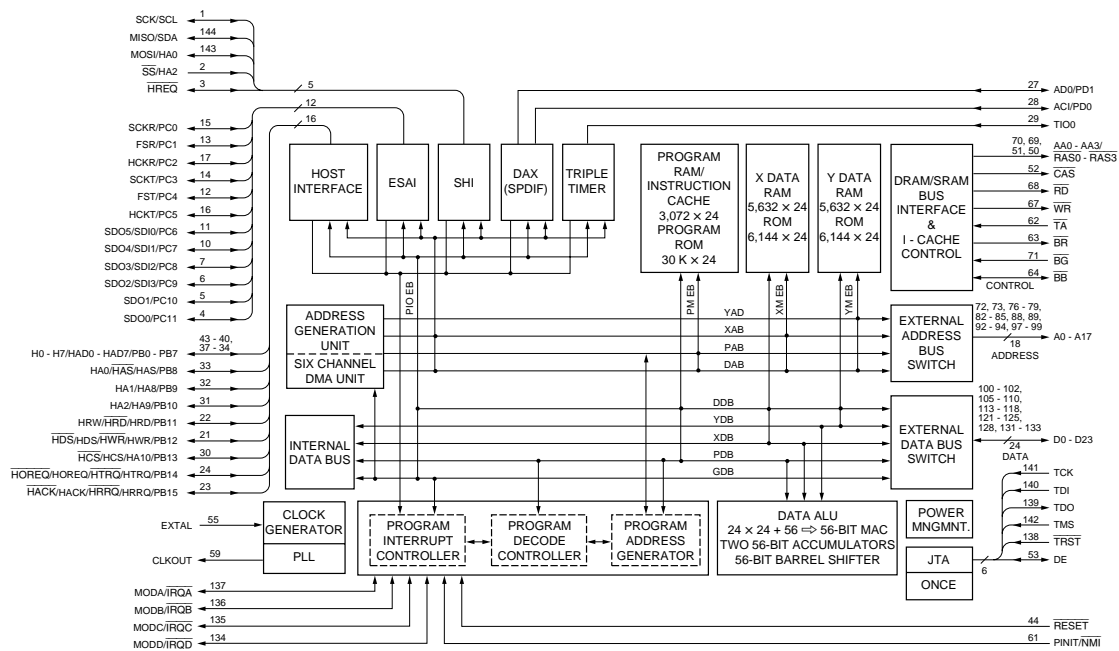 SCK/SCL 1
MISO/SDA 144
MOSI/HA0 143
SS/HA2 2
HREQ 3
5
12
16
SCKR/PC0 15
FSR/PC1 13
HCKR/PC2 17
SCKT/PC3 14
FST/PC4 12
HCKT/PC5 16
SDO5/SDI0/PC6 11
SDO4/SDI1/PC7 10
SDO3/SDI2/PC8 7
SDO2/SDI3/PC9 6
SDO1/PC10 5
SDO0/PC11 4
H0 - H7/HAD0 - HAD7/PB0 - PB7 43 - 40, 37 - 34
HA0/HAS/HAS/PB8 33
HA1/HA8/PB9 32
HA2/HA9/PB10 31
HRW/HRD/HRD/PB11 22
HDS/HDS/HWR/HWR/PB12 21
HCS/HCS/HA10/PB13 30
HOREQ/HOREQ/HTRQ/HTRQ/PB14 24
HACK/HACK/HRRQ/HRRQ/PB15 23
EXTAL 55
CLKOUT 59
MODA/IRQA 137
MODB/IRQB 136
MODC/IRQC 135
MODD/IRQD 134
HOST
INTERFACE
ESAI
SHI
DAX
(SPDIF)
TRIPLE
TIMER
PROGRAM
RAM/
INSTRUCTION
CACHE
3,072 × 24
PROGRAM
ROM
30 K × 24
X DATA
RAM
5,632 × 24
ROM
6,144 × 24
Y DATA
RAM
5,632 × 24
ROM
6,144 × 24
DRAM/SRAM
BUS
INTERFACE
&
I - CACHE
CONTROL
PIO EB
PM EB
XM EB
YM EB
ADDRESS
GENERATION
UNIT
SIX CHANNEL
DMA UNIT
YAD
XAB
PAB
DAB
EXTERNAL
ADDRESS
BUS
SWITCH
INTERNAL
DATA BUS
DDB
YDB
XDB
PDB
GDB
EXTERNAL
DATA BUS
SWITCH
CLOCK
GENERATOR
PLL
PROGRAM
INTERRUPT
CONTROLLER
PROGRAM
DECODE
CONTROLLER
PROGRAM
ADDRESS
GENERATOR
DATA ALU
24 × 24 + 56 ⇨ 56-BIT MAC
TWO 56-BIT ACCUMULATORS
56-BIT BARREL SHIFTER
POWER
MNGMNT.
JTA
ONCE
6
27 AD0/PD1
28 ACI/PD0
29 TIO0
70, 69, 51, 50 AA0 - AA3/
RAS0 - RAS3
52 CAS
68 RD
67 WR
62 TA
63 BR
71 BG
64 BB
CONTROL
72, 73, 76 - 79,
82 - 85, 88, 89,
92 - 94, 97 - 99
18 A0 - A17
ADDRESS
100 - 102,
105 - 110,
113 - 118,
121 - 125,
128, 131 - 133
24 D0 - D23
DATA
141 TCK
140 TDI
139 TDO
142 TMS
138 TRST
53 DE
44 RESET
61 PINIT/NMI